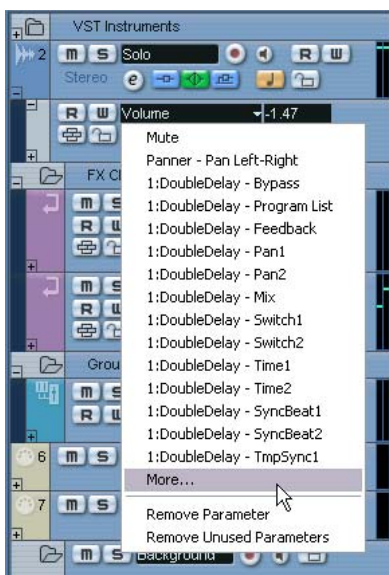 VST Instruments
2 m S Solo R W
Stereo e
R W Volume -1.47
Mute
Panner - Pan Left-Right
FX C
1:DoubleDelay - Bypass
m S
1:DoubleDelay - Program List
R
1:DoubleDelay - Feedback
1:DoubleDelay - Pan1
1:DoubleDelay - Pan2
m S
1:DoubleDelay - Mix
R
1:DoubleDelay - Switch1
1:DoubleDelay - Switch2
Grou
1:DoubleDelay - Time1
m S
1:DoubleDelay - Time2
R
1:DoubleDelay - SyncBeat1
1:DoubleDelay - SyncBeat2
6 m S
1:DoubleDelay - TmpSync1
More...
7 m S
Remove Parameter
Remove Unused Parameters
m S Background